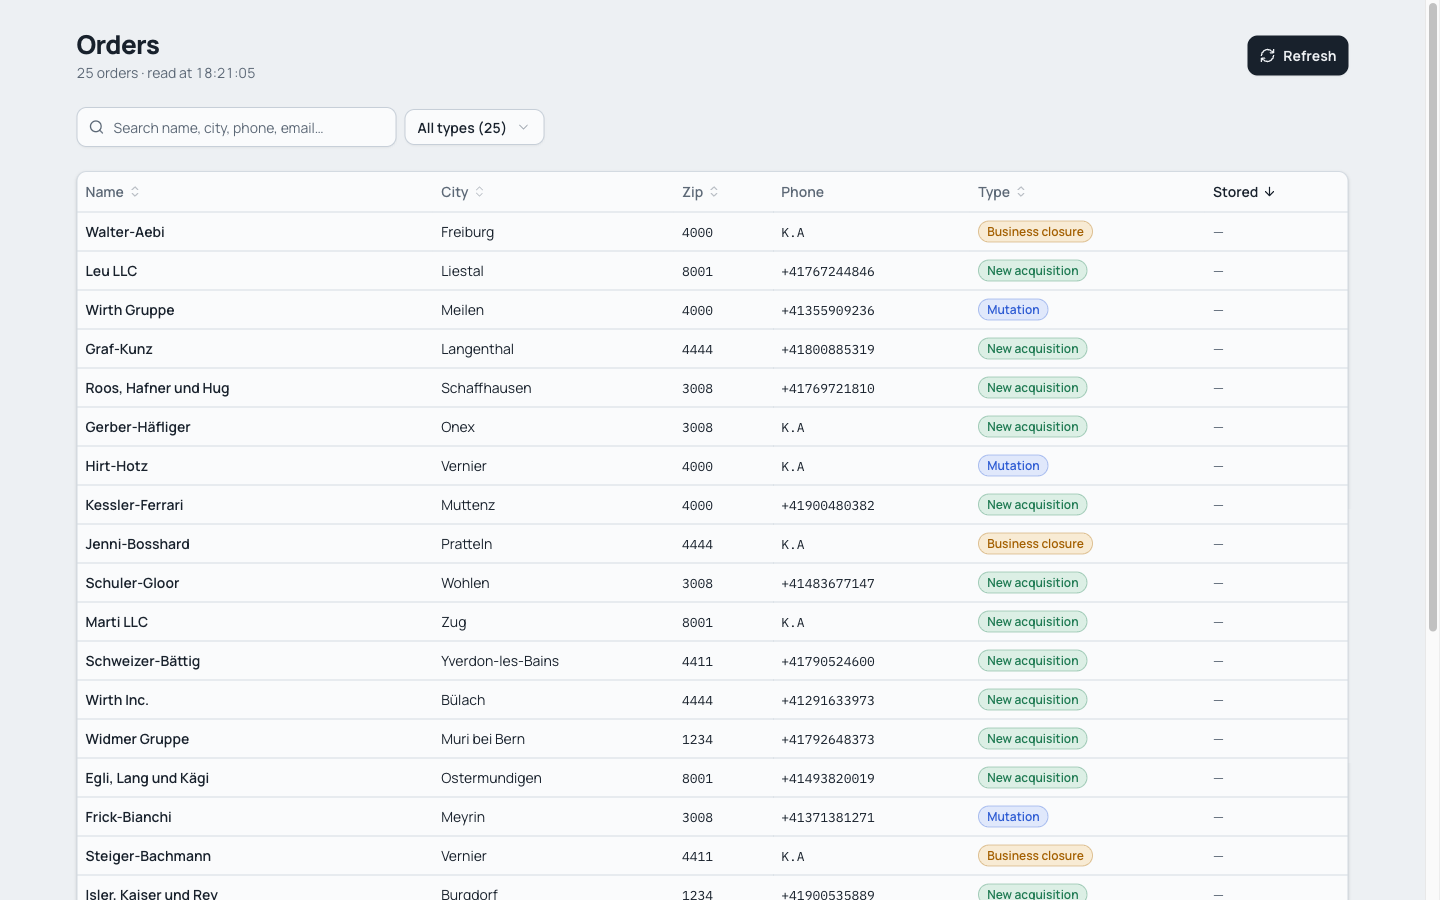 Orders
25 orders · read at 18:21:05
Refresh
Search name, city, phone, email...
All types (25)
Name City Zip Phone Type Stored
Walter-Aebi Freiburg 4000 K.A Business closure —
Leu LLC Liestal 8001 +41767244846 New acquisition —
Wirth Gruppe Meilen 4000 +41355909236 Mutation —
Graf-Kunz Langenthal 4444 +41800885319 New acquisition —
Roos, Hafner und Hug Schaffhausen 3008 +41769721810 New acquisition —
Gerber-Häfliger Onex 3008 K.A New acquisition —
Hirt-Hotz Vernier 4000 K.A Mutation —
Kessler-Ferrari Muttenz 4000 +41900480382 New acquisition —
Jenni-Bosshard Pratteln 4444 K.A Business closure —
Schuler-Gloor Wohlen 3008 +41483677147 New acquisition —
Marti LLC Zug 8001 K.A New acquisition —
Schweizer-Bättig Yverdon-les-Bains 4411 +41790524600 New acquisition —
Wirth Inc. Bülach 4444 +41291633973 New acquisition —
Widmer Gruppe Muri bei Bern 1234 +41792648373 New acquisition —
Egli, Lang und Kägi Ostermundigen 8001 +41493820019 New acquisition —
Frick-Bianchi Meyrin 3008 +41371381271 Mutation —
Steiger-Bachmann Vernier 4411 K.A Business closure —
Isler, Kaiser und Rey Burgdorf 1234 +41900535889 New acquisition —